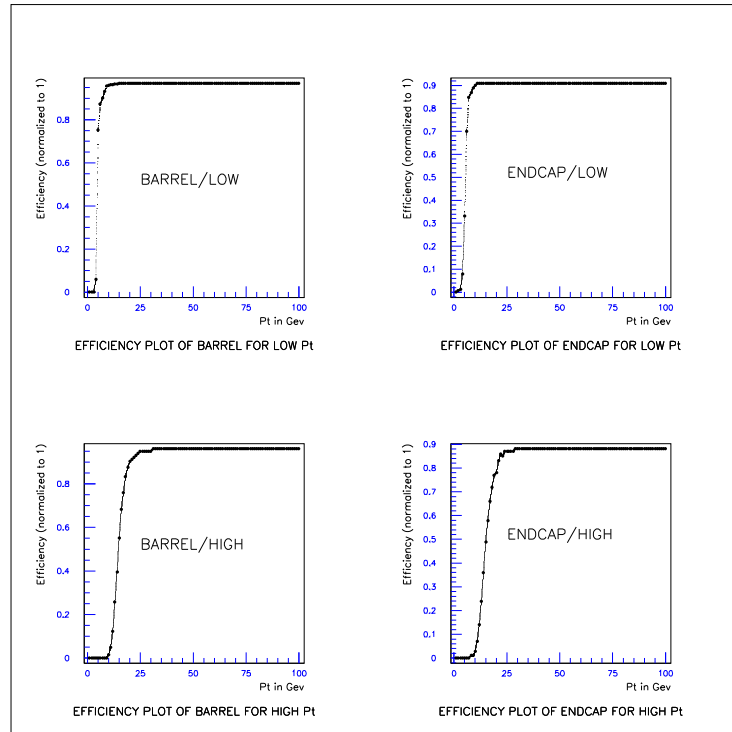 Efficiency (normalized to 1)
0.8
0.6
0.4
0.2
0
BARREL/LOW
0 25 50 75 100
Pt in Gev
EFFICIENCY PLOT OF BARREL FOR LOW Pt
Efficiency (normalized to 1)
0.9
0.8
0.7
0.6
0.5
0.4
0.3
0.2
0.1
0
ENDCAP/LOW
0 25 50 75 100
Pt in Gev
EFFICIENCY PLOT OF ENDCAP FOR LOW Pt
Efficiency (normalized to 1)
0.8
0.6
0.4
0.2
0
BARREL/HIGH
0 25 50 75 100
Pt in Gev
EFFICIENCY PLOT OF BARREL FOR HIGH Pt
Efficiency (normalized to 1)
0.9
0.8
0.7
0.6
0.5
0.4
0.3
0.2
0.1
0
ENDCAP/HIGH
0 25 50 75 100
Pt in Gev
EFFICIENCY PLOT OF ENDCAP FOR HIGH Pt